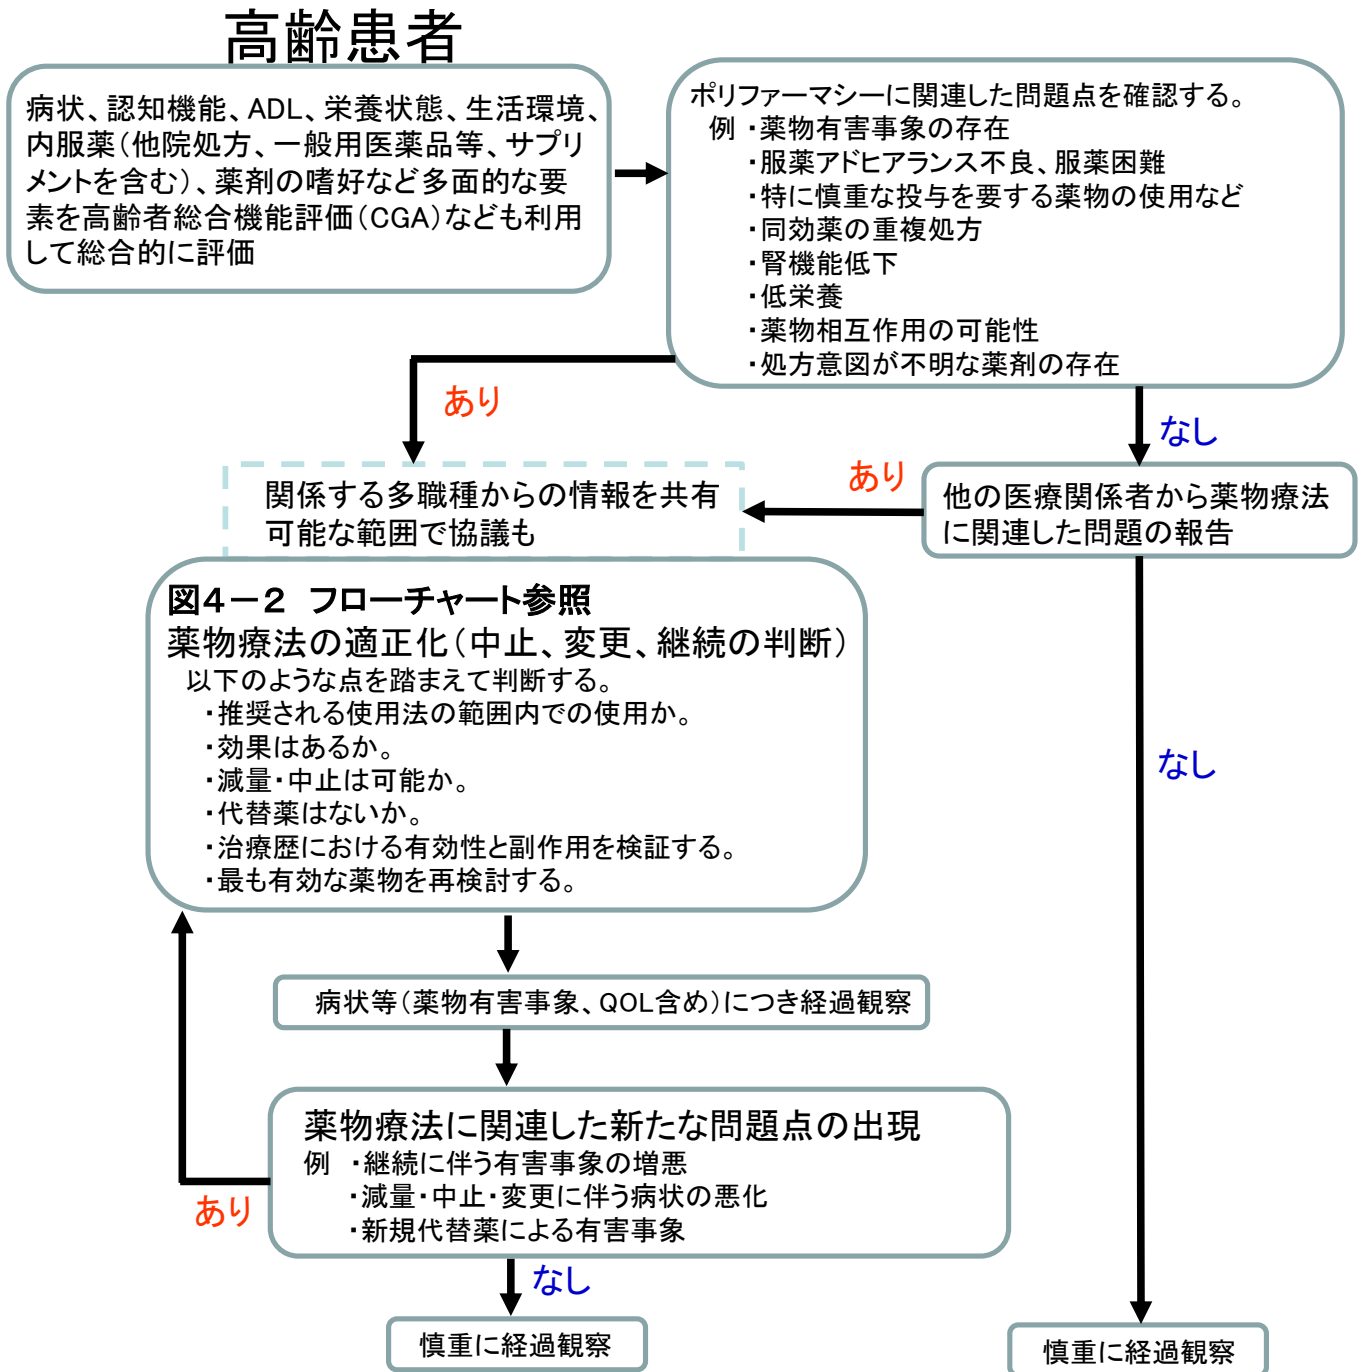 高齢患者
病状、認知機能、ADL、栄養状態、生活環境、
内服薬（他院処方、一般用医薬品等、サプリ
メントを含む）、薬剤の嗜好など多面的な要
素を高齢者総合機能評価（CGA）なども利用
して総合的に評価
ポリファーマシーに関連した問題点を確認する。
例 ・薬物有害事象の存在
・服薬アドヒアランス不良、服薬困難
・特に慎重な投与を要する薬物の使用など
・同効薬の重複処方
・腎機能低下
・低栄養
・薬物相互作用の可能性
・処方意図が不明な薬剤の存在
あり
なし
あり
関係する多職種からの情報を共有
可能な範囲で協議も
他の医療関係者から薬物療法
に関連した問題の報告
図４－２ フローチャート参照
薬物療法の適正化（中止、変更、継続の判断）
以下のような点を踏まえて判断する。
・推奨される使用法の範囲内での使用か。
・効果はあるか。
・減量・中止は可能か。
・代替薬はないか。
・治療歴における有効性と副作用を検証する。
・最も有効な薬物を再検討する。
なし
病状等（薬物有害事象、QOL含め）につき経過観察
薬物療法に関連した新たな問題点の出現
例 ・継続に伴う有害事象の増悪
・減量・中止・変更に伴う病状の悪化
・新規代替薬による有害事象
あり
なし
慎重に経過観察
慎重に経過観察